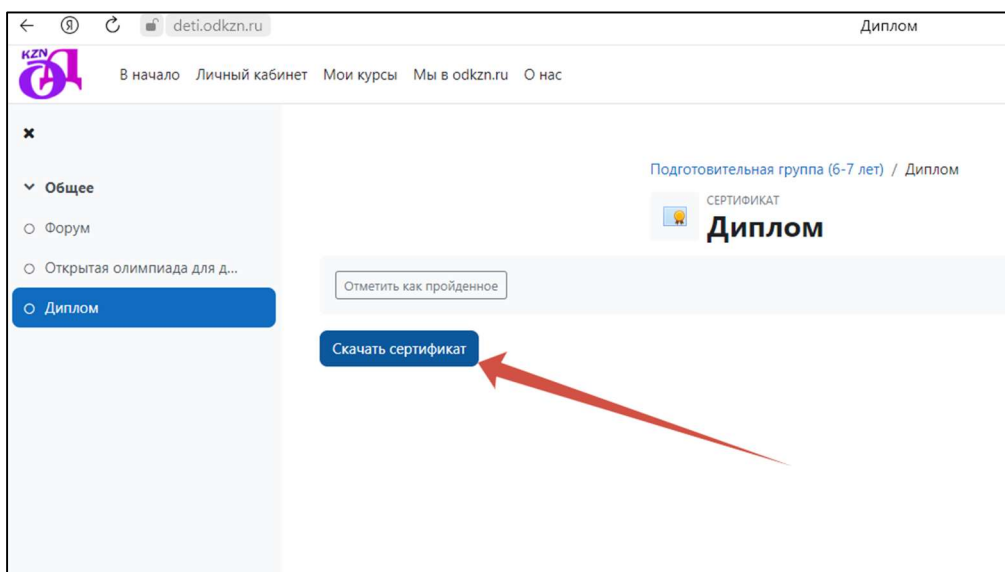 deti.odkzn.ru
Диплом
KZN
В начало Личный кабинет Мои курсы Мы в odkzn.ru О нас
Подготовительная группа (6-7 лет) / Диплом
СЕРТИФИКАТ
Диплом
Общее
Форум
Открытая олимпиада для д...
Диплом
Отметить как пройденное
Скачать сертификат